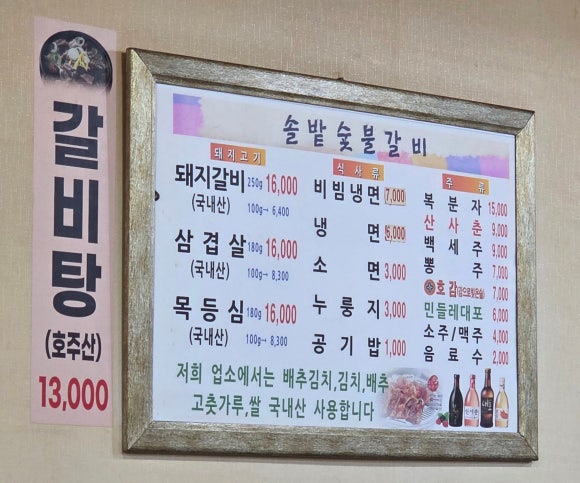 갈비탕
(호주산)
13,000
솔밭숯불갈비
돼지고기
돼지갈비 250g 16,000
(국내산) 100g→ 6,400
삼겹살 180g 16,000
(국내산) 100g→ 8,300
목등심 180g 16,000
(국내산) 100g→ 8,300
식사류
비빔냉면 7,000
냉면 6,000
소면 3,000
누룽지 3,000
공기밥 1,000
주류
복분자 15,000
산사춘 9,000
백세주 9,000
뽕주 7,000
호감(감으로빚은술) 7,000
민들레대포 6,000
소주/맥주 4,000
음료수 2,000
저희 업소에서는 배추김치,김치,배추
고춧가루,쌀 국내산 사용합니다